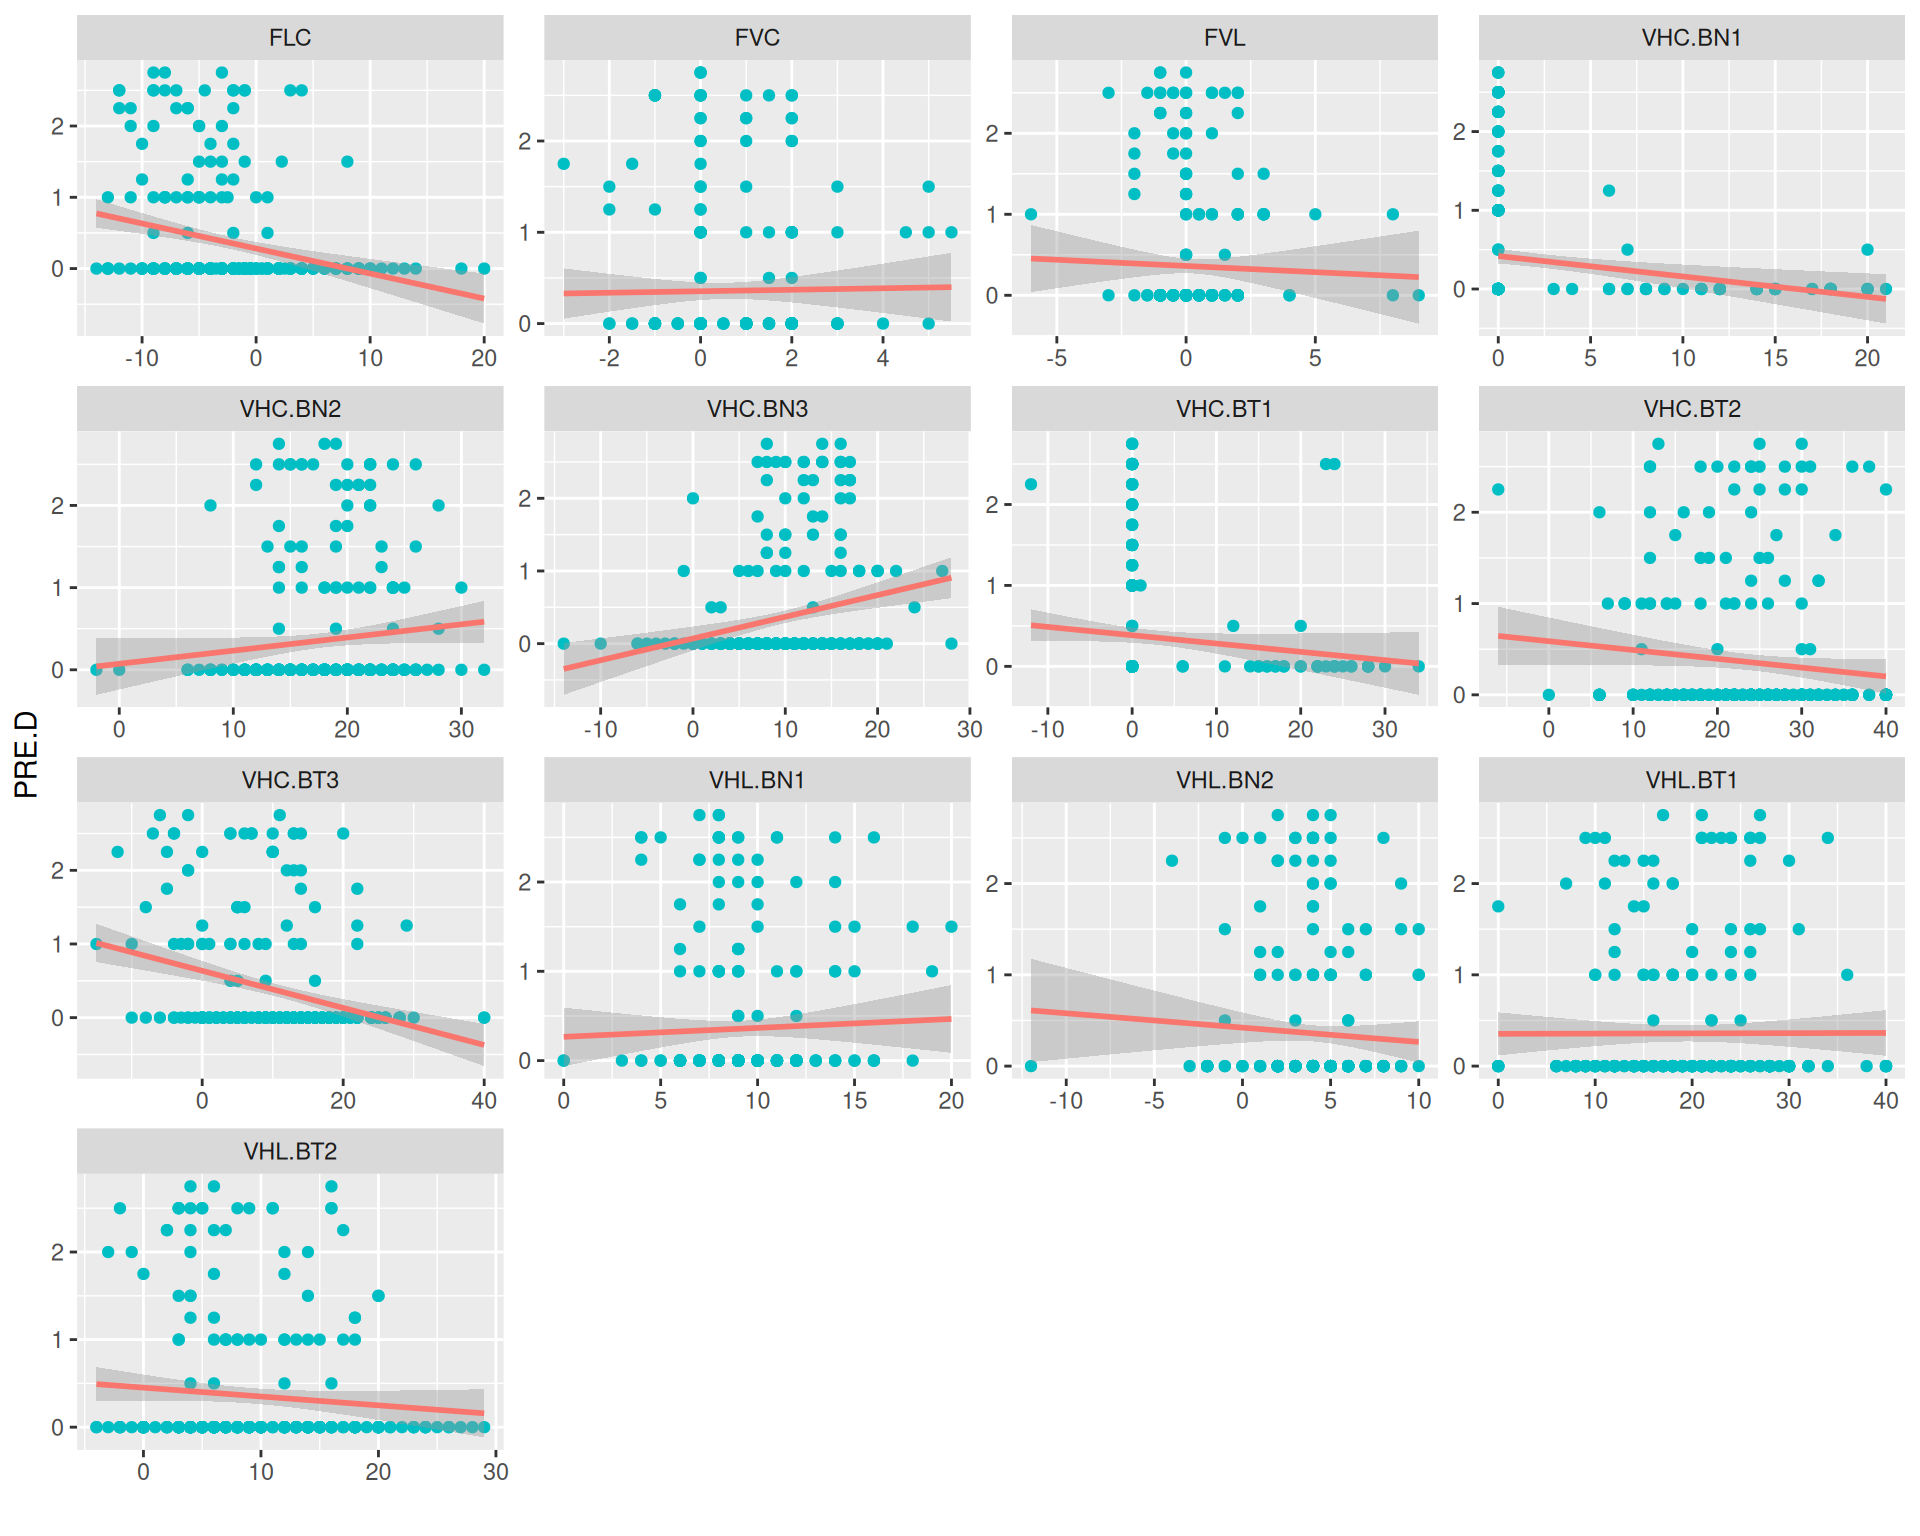 FLC FVC FVL VHC.BN1
2 2 2 2
1 1 1 1
0 0 0 0
-10 0 10 20 -2 0 2 4 -5 0 5 0 5 10 15 20
VHC.BN2 VHC.BN3 VHC.BT1 VHC.BT2
2 2 2 2
1 1 1 1
0 0 0 0
0 10 20 30 -10 0 10 20 30 -10 0 10 20 30 0 10 20 30 40
PRE.D
VHC.BT3 VHL.BN1 VHL.BN2 VHL.BT1
2 2 2 2
1 1 1 1
0 0 0 0
0 20 40 0 5 10 15 20 -10 -5 0 5 10 0 10 20 30 40
VHL.BT2
2
1
0
0 10 20 30